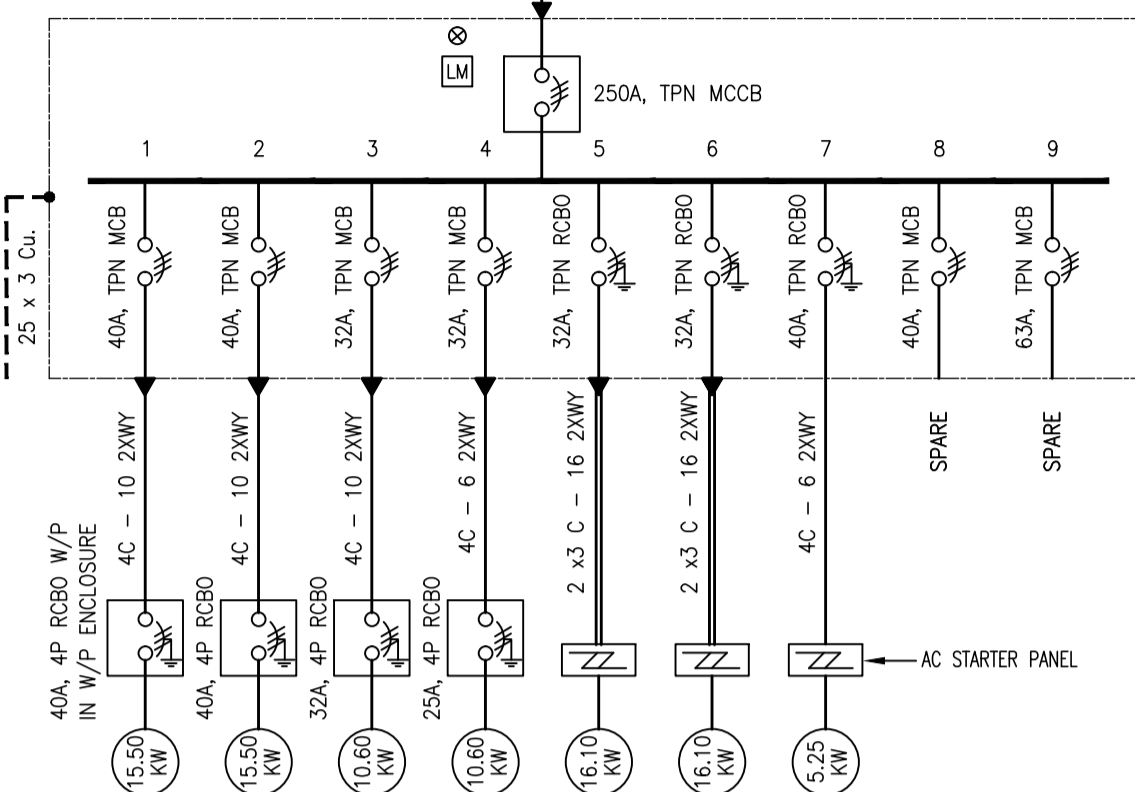 LM
250A, TPN MCCB
1 2 3 4 5 6 7 8 9
25 x 3 Cu.
40A, TPN MCB
40A, TPN MCB
32A, TPN MCB
32A, TPN MCB
32A, TPN RCBO
32A, TPN RCBO
40A, TPN RCBO
40A, TPN MCB
63A, TPN MCB
4C - 10 2XWY
4C - 10 2XWY
4C - 10 2XWY
4C - 6 2XWY
2 x3 C - 16 2XWY
2 x3 C - 16 2XWY
4C - 6 2XWY
SPARE
SPARE
40A, 4P RCBO W/P
IN W/P ENCLOSURE
40A, 4P RCBO
32A, 4P RCBO
25A, 4P RCBO
AC STARTER PANEL
15.50
KW
15.50
KW
10.60
KW
10.60
KW
16.10
KW
16.10
KW
5.25
KW